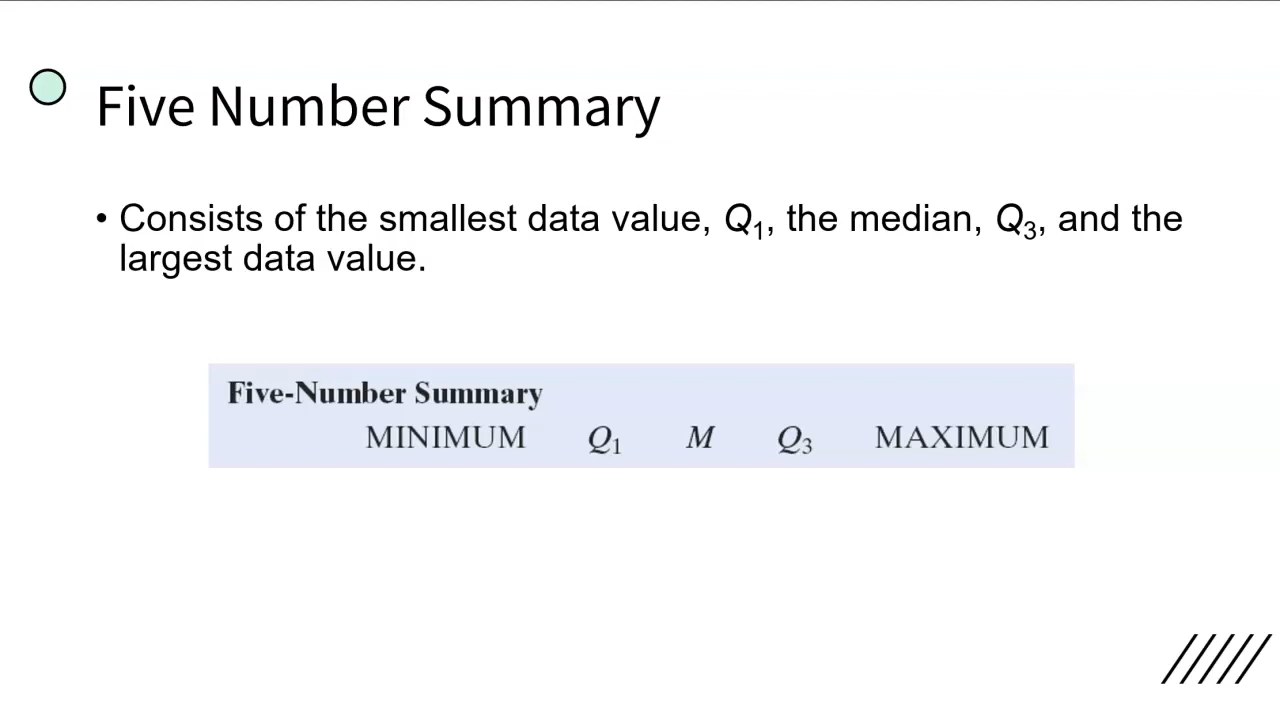 Five Number Summary
• Consists of the smallest data value, Q₁, the median, Q₃, and the
largest data value.
Five-Number Summary
MINIMUM Q₁ M Q₃ MAXIMUM